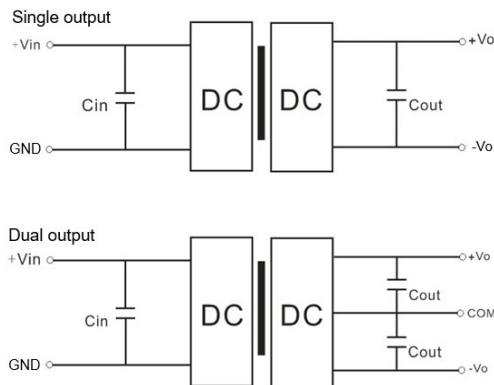 Single output
+Vin
+Vo
Cin
DC
DC
Cout
GND
-Vo
Dual output
+Vin
+Vo
Cout
Cin
DC
DC
COM
Cout
GND
-Vo